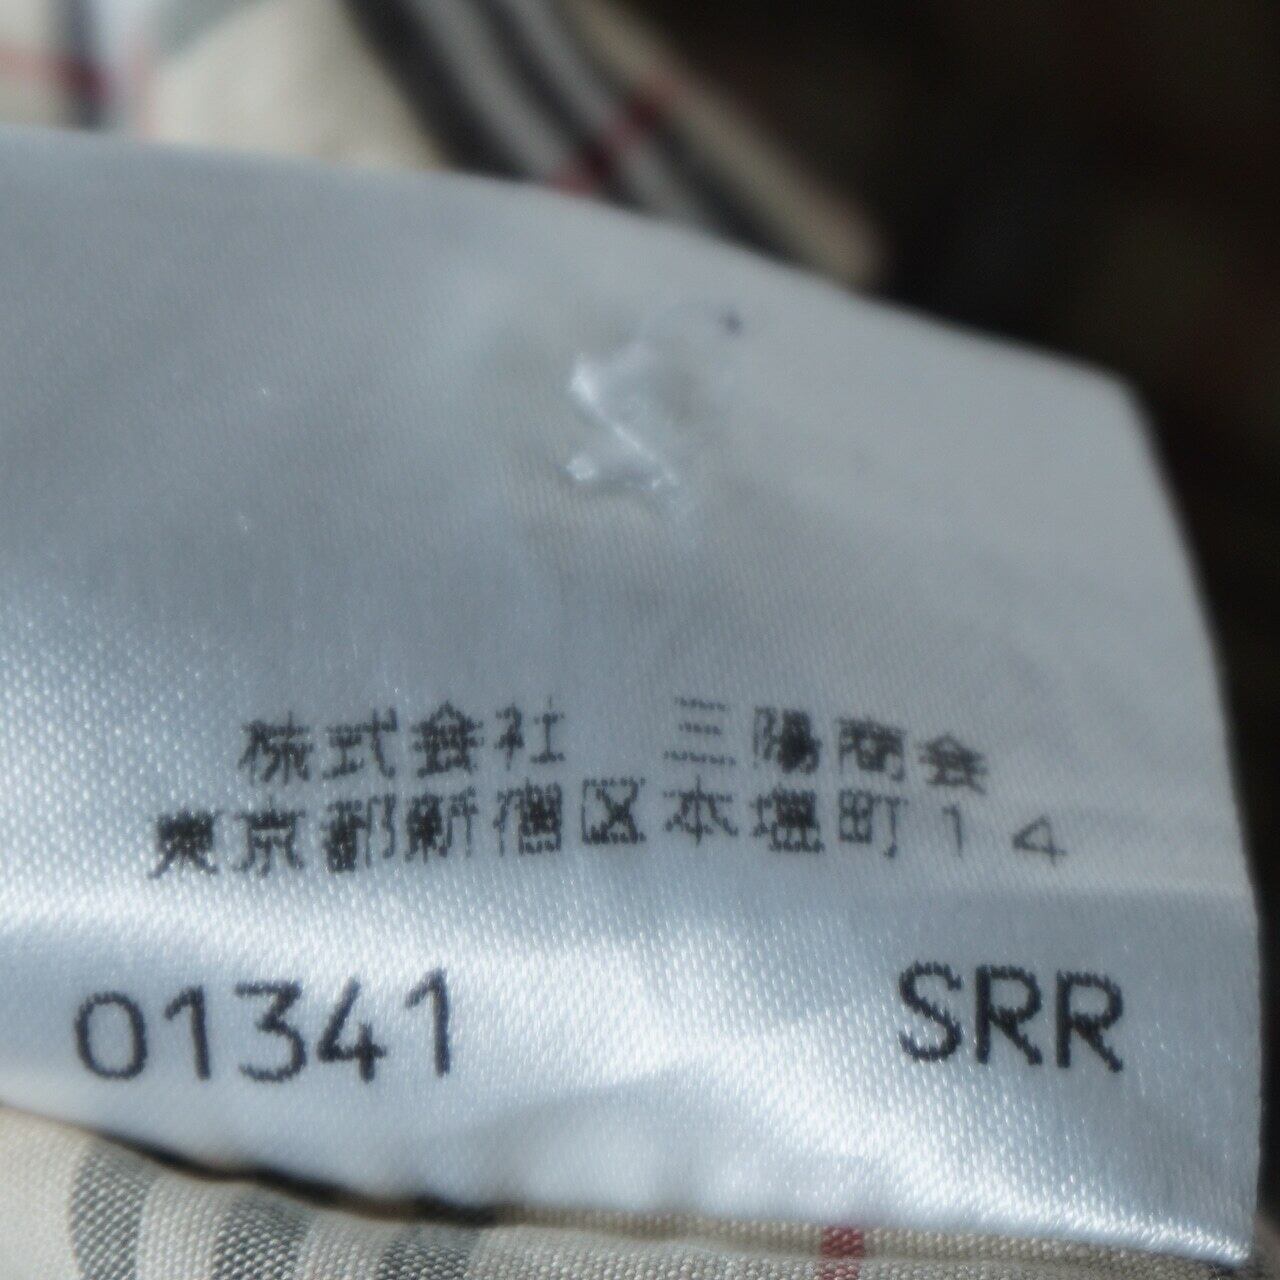 株式会社　三陽商会
東京都新宿区本塩町１４
01341 SRR